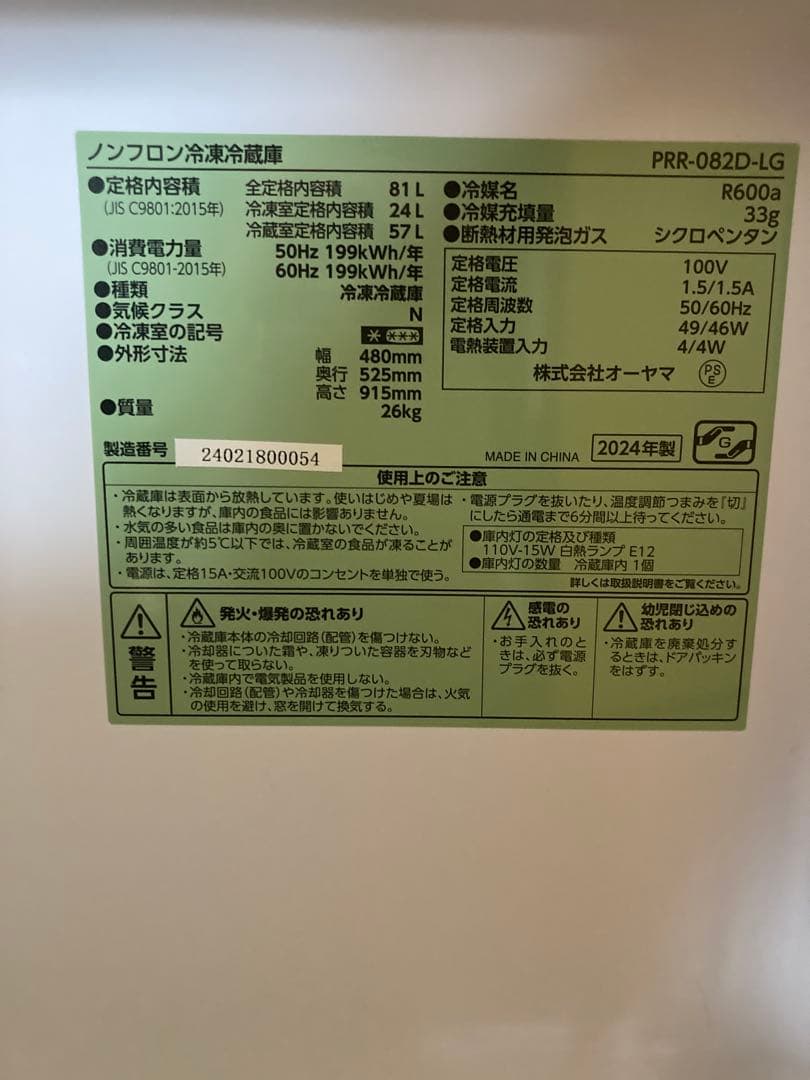 ノンフロン冷凍冷蔵庫
PRR-082D-LG
●定格内容積 全定格内容積 81L
(JIS C9801:2015年) 冷凍室定格内容積 24L
冷蔵室定格内容積 57L
●消費電力量 50Hz 199kWh/年
(JIS C9801-2015年) 60Hz 199kWh/年
●種類 冷凍冷蔵庫
●気候クラス N
●冷凍室の記号 * ***
●外形寸法 幅 480mm
奥行 525mm
高さ 915mm
●質量 26kg
●冷媒名 R600a
●冷媒充填量 33g
●断熱材用発泡ガス シクロペンタン
定格電圧 100V
定格電流 1.5/1.5A
定格周波数 50/60Hz
定格入力 49/46W
電熱装置入力 4/4W
株式会社オーヤマ PSE
製造番号 24021800054
MADE IN CHINA 2024年製 G
使用上のご注意
・冷蔵庫は表面から放熱しています。使いはじめや夏場は
熱くなりますが、庫内の食品には影響ありません。
・水気の多い食品は庫内の奥に置かないでください。
・周囲温度が約5℃以下では、冷蔵室の食品が凍ることが
あります。
・電源は、定格15A・交流100Vのコンセントを単独で使う。
・電源プラグを抜いたり、温度調節つまみを『切』
にしたら通電まで6分間以上待ってください。
●庫内灯の定格及び種類
110V-15W 白熱ランプ E12
●庫内灯の数量 冷蔵庫内 1個
詳しくは取扱説明書をご覧ください。
警告
発火・爆発の恐れあり
・冷蔵庫本体の冷却回路(配管)を傷つけない。
・冷却器についた霜や、凍りついた容器を刃物など
を使って取らない。
・冷蔵庫内で電気製品を使用しない。
・冷却回路(配管)や冷却器を傷つけた場合は、火気
の使用を避け、窓を開けて換気する。
感電の
恐れあり
・お手入れのと
きは、必ず電源
プラグを抜く。
幼児閉じ込めの
恐れあり
・冷蔵庫を廃棄処分す
るときは、ドアパッキン
をはずす。